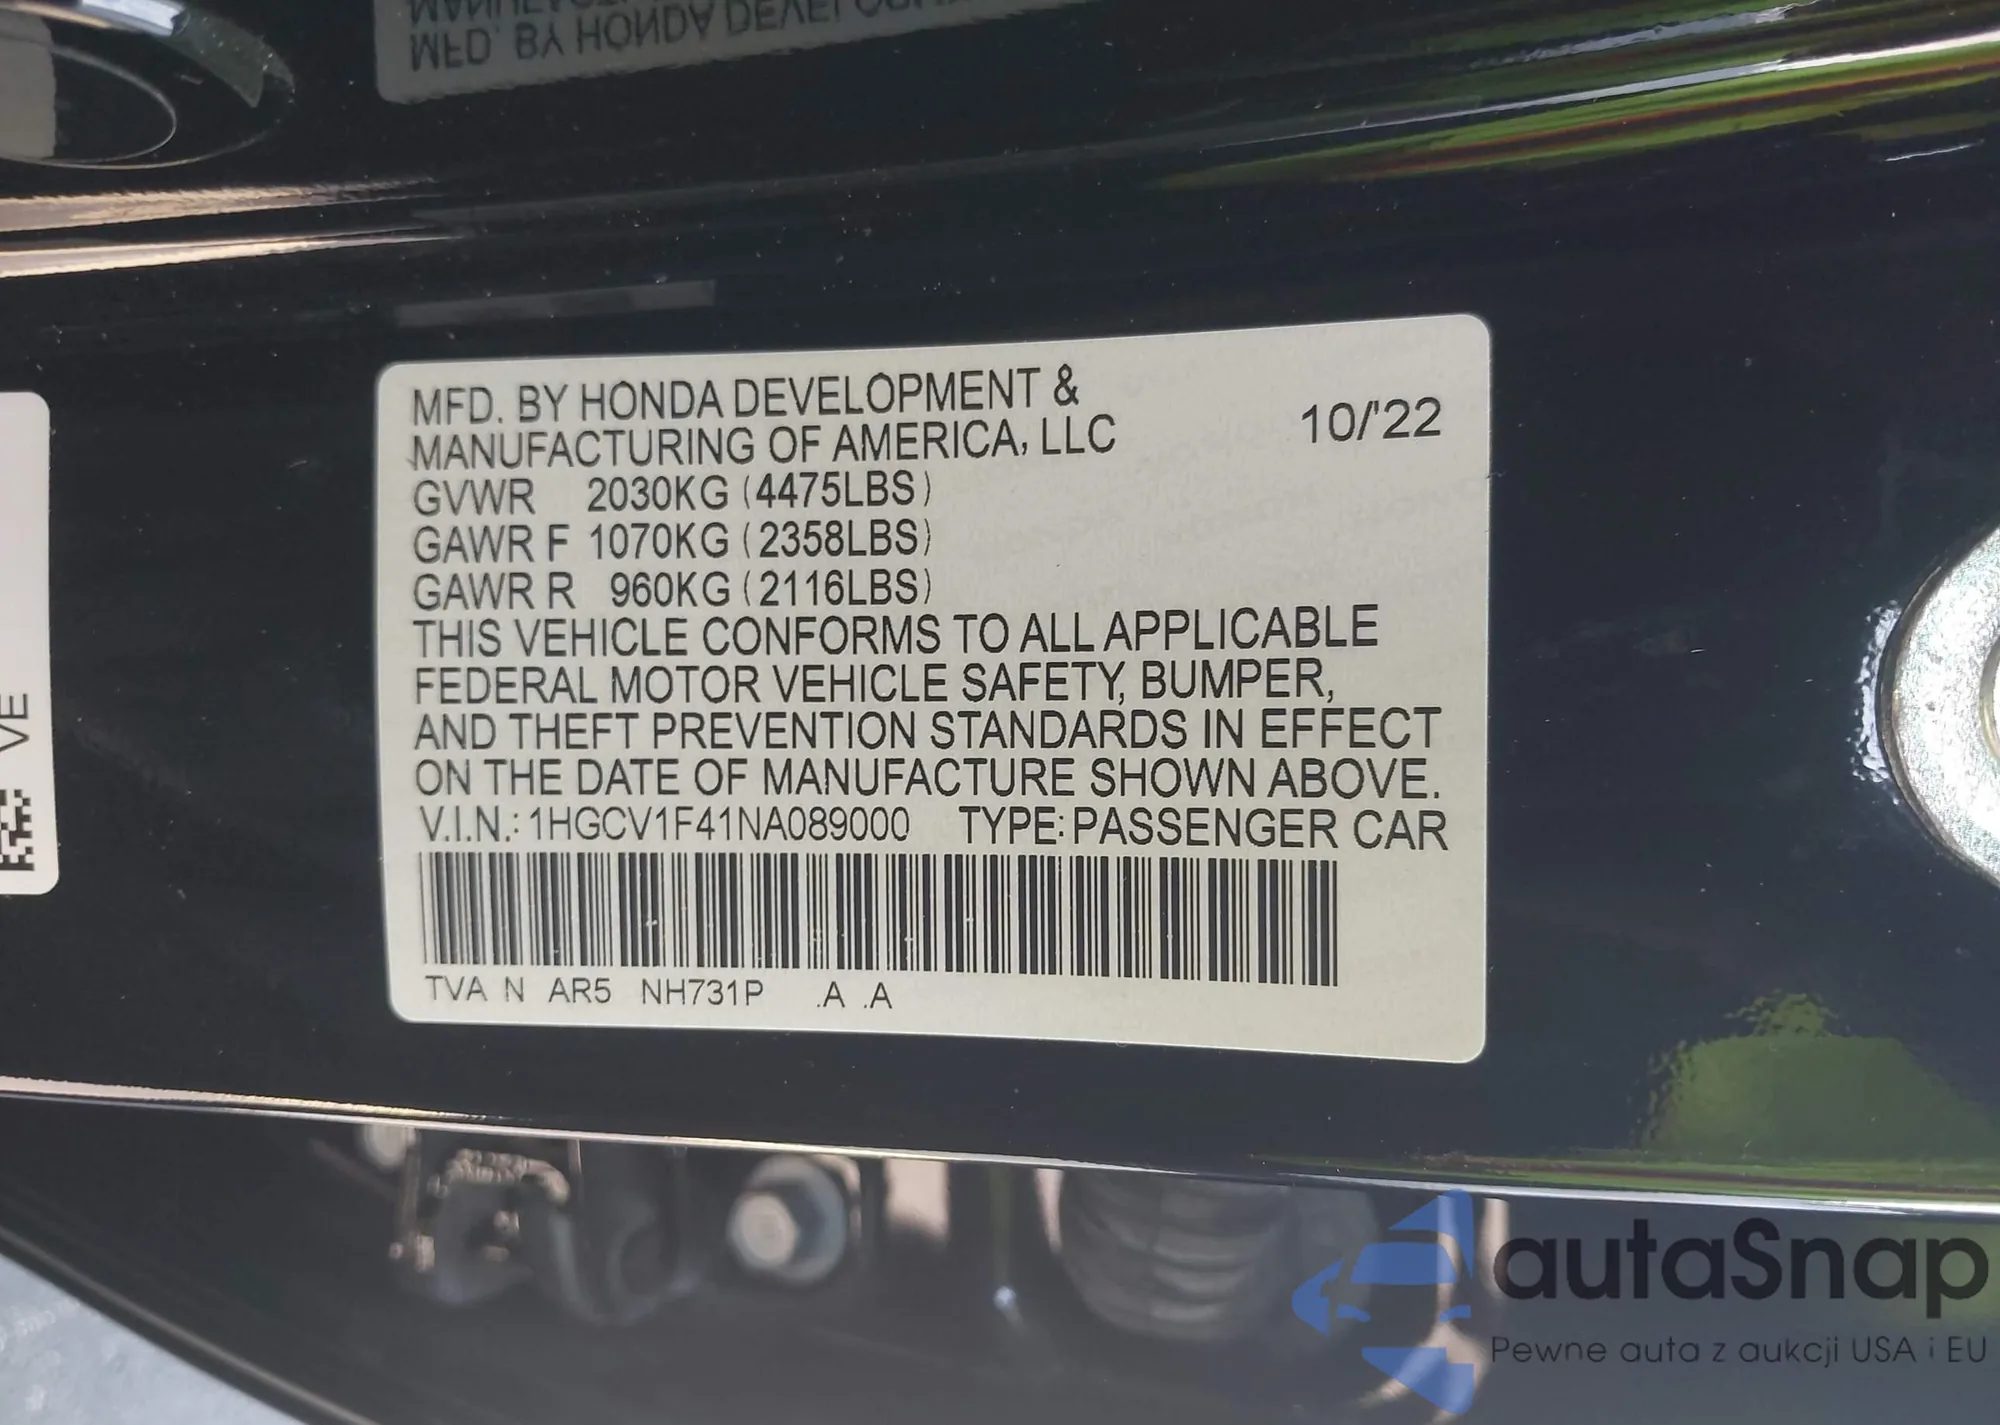 MFD. BY HONDA DEVELOPMENT &
MANUFACTURING OF AMERICA, LLC 10/'22
GVWR 2030KG (4475LBS)
GAWR F 1070KG (2358LBS)
GAWR R 960KG (2116LBS)
THIS VEHICLE CONFORMS TO ALL APPLICABLE
FEDERAL MOTOR VEHICLE SAFETY, BUMPER,
AND THEFT PREVENTION STANDARDS IN EFFECT
ON THE DATE OF MANUFACTURE SHOWN ABOVE.
V.I.N.: 1HGCV1F41NA089000 TYPE: PASSENGER CAR
TVA N AR5 NH731P .A .A
VE
MFD. BY HONDA
autaSnap
Pewne auta z aukcji USA i EU